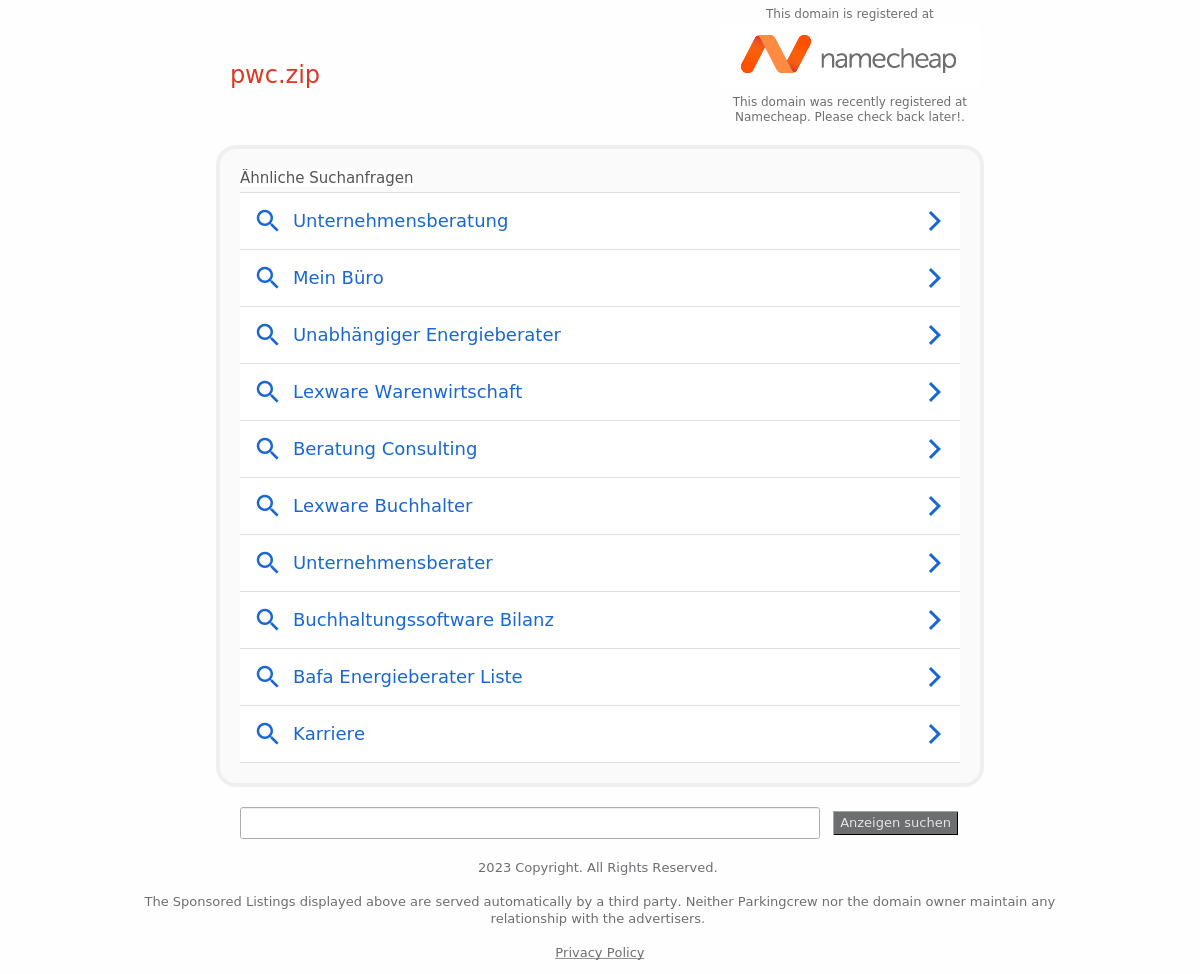 This domain is registered at
namecheap
pwc.zip
This domain was recently registered at
Namecheap. Please check back later!.
Ähnliche Suchanfragen
Unternehmensberatung
Mein Büro
Unabhängiger Energieberater
Lexware Warenwirtschaft
Beratung Consulting
Lexware Buchhalter
Unternehmensberater
Buchhaltungssoftware Bilanz
Bafa Energieberater Liste
Karriere
Anzeigen suchen
2023 Copyright. All Rights Reserved.
The Sponsored Listings displayed above are served automatically by a third party. Neither Parkingcrew nor the domain owner maintain any
relationship with the advertisers.
Privacy Policy